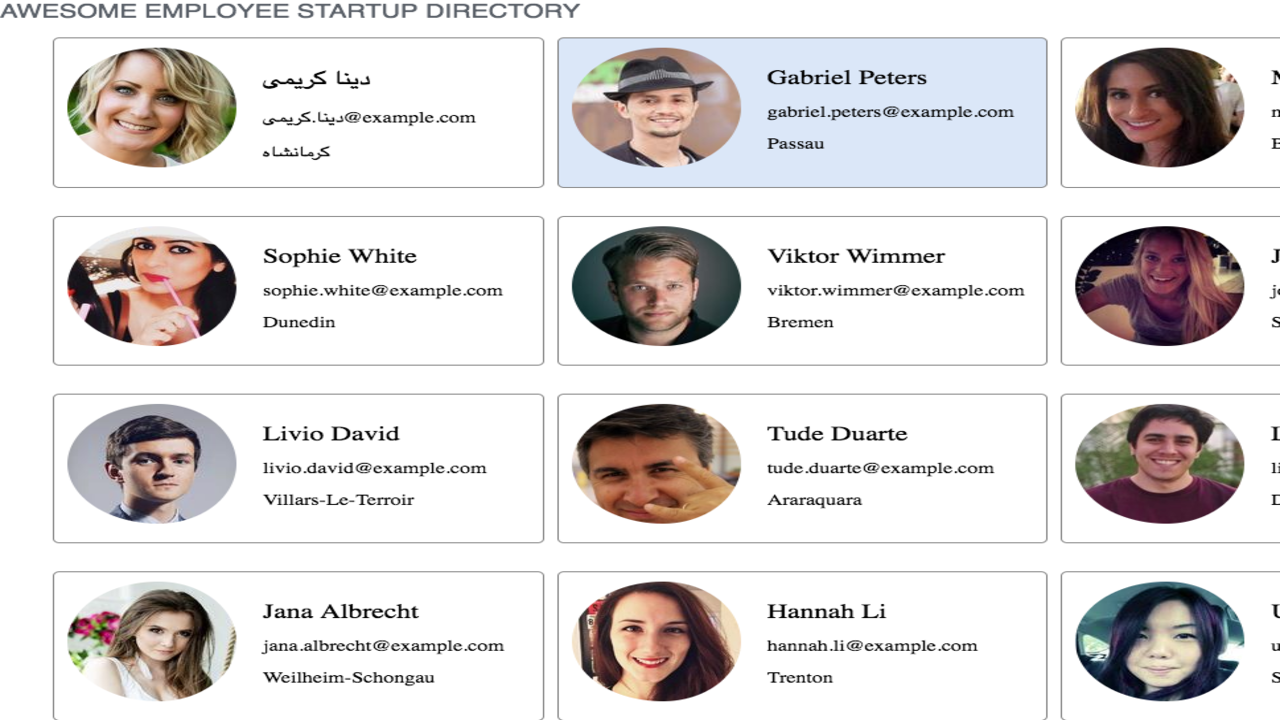 AWESOME EMPLOYEE STARTUP DIRECTORY
دینا کریمی
دینا.کریمی@example.com
کرمانشاه
Gabriel Peters
gabriel.peters@example.com
Passau
Sophie White
sophie.white@example.com
Dunedin
Viktor Wimmer
viktor.wimmer@example.com
Bremen
Livio David
livio.david@example.com
Villars-Le-Terroir
Tude Duarte
tude.duarte@example.com
Araraquara
Jana Albrecht
jana.albrecht@example.com
Weilheim-Schongau
Hannah Li
hannah.li@example.com
Trenton